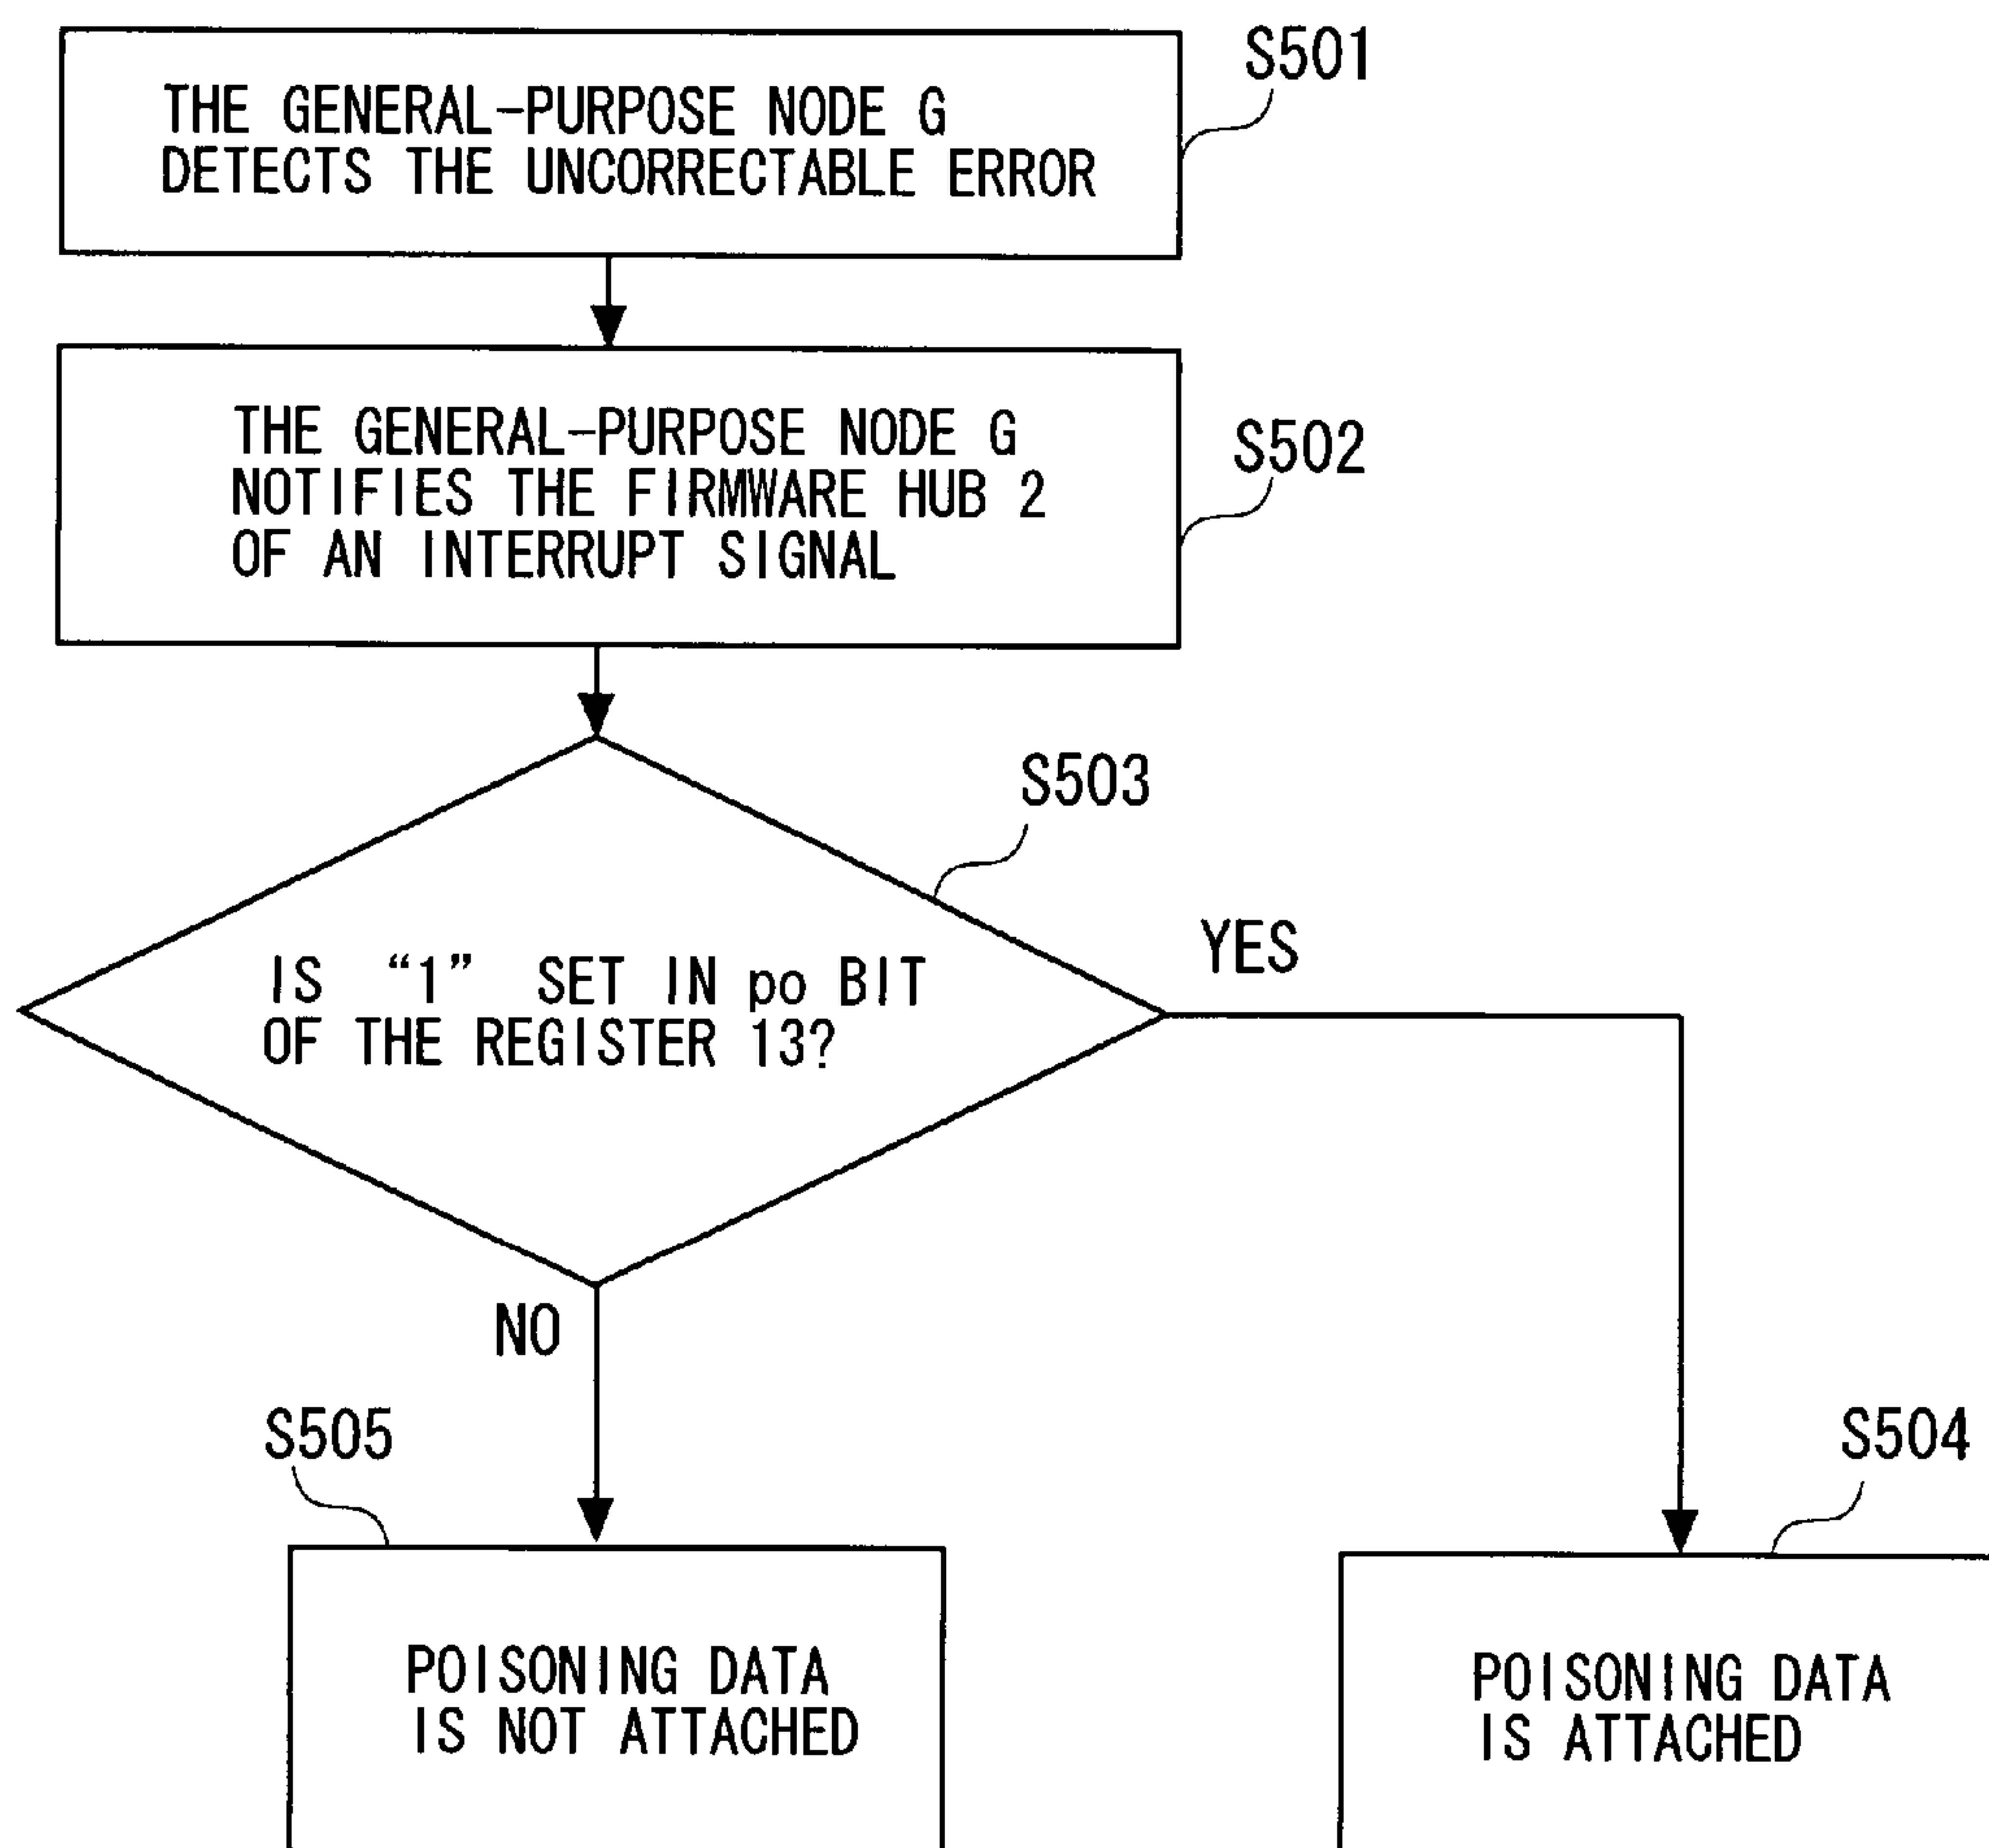 S501
THE GENERAL-PURPOSE NODE G
DETECTS THE UNCORRECTABLE ERROR
S502
THE GENERAL-PURPOSE NODE G
NOTIFIES THE FIRMWARE HUB 2
OF AN INTERRUPT SIGNAL
S503
IS “1” SET IN po BIT
OF THE REGISTER 13?
YES
NO
S505
POISONING DATA
IS NOT ATTACHED
S504
POISONING DATA
IS ATTACHED